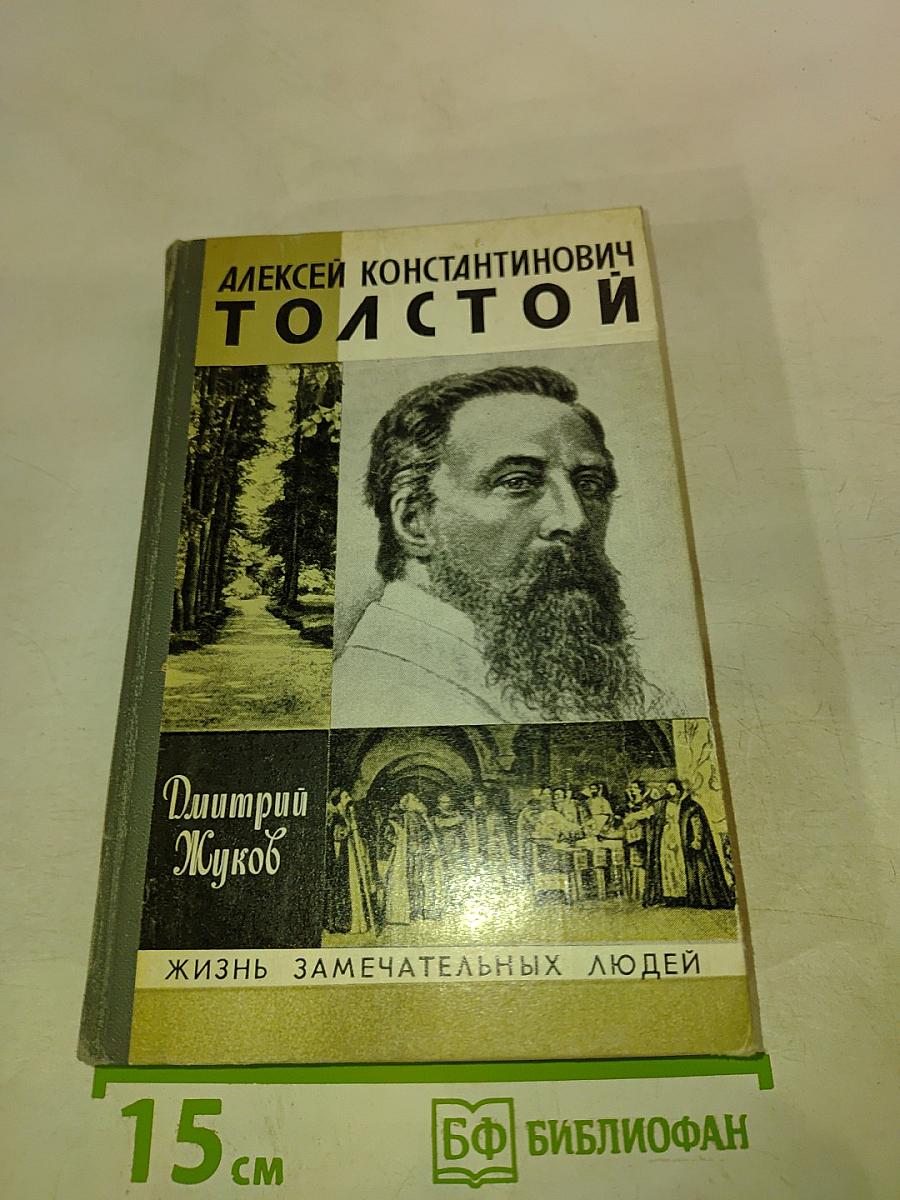 АЛЕКСЕЙ КОНСТАНТИНОВИЧ
ТОЛСТОЙ
Дмитрий
Жуков
ЖИЗНЬ ЗАМЕЧАТЕЛЬНЫХ ЛЮДЕЙ
15 см
БФ БИБЛИОФАН